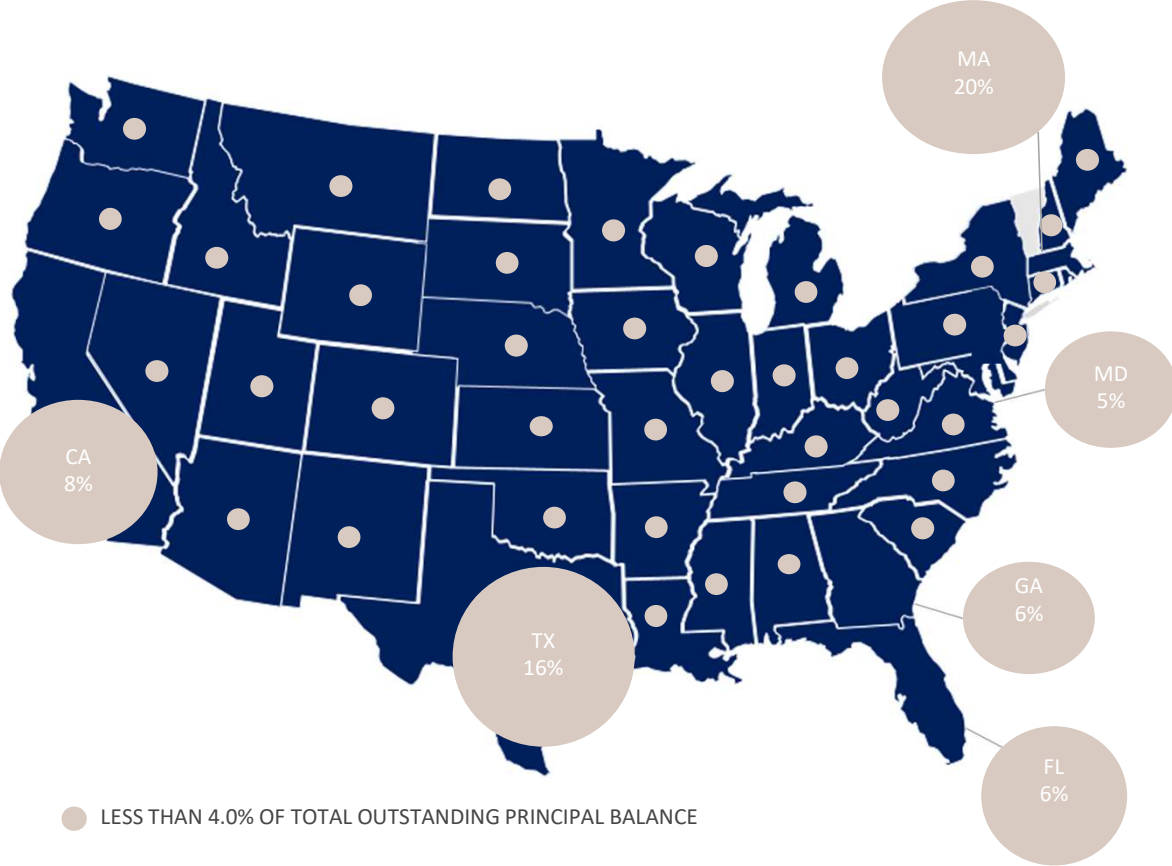 MA
20%
MD
5%
CA
8%
GA
6%
TX
16%
FL
6%
LESS THAN 4.0% OF TOTAL OUTSTANDING PRINCIPAL BALANCE